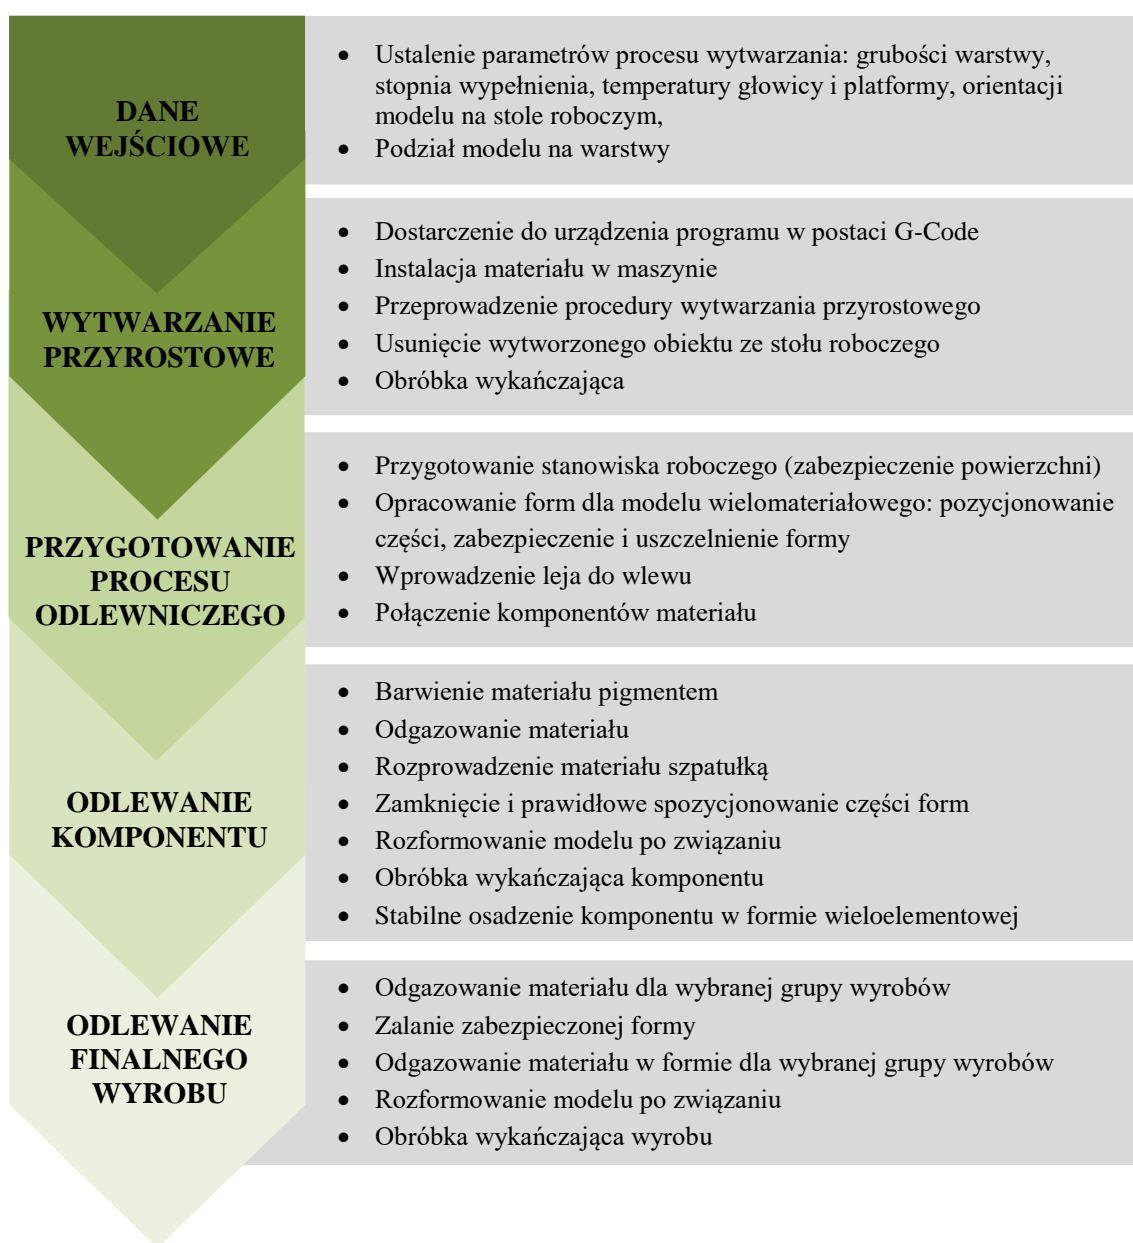 DANE
WEJŚCIOWE
• Ustalenie parametrów procesu wytwarzania: grubości warstwy,
stopnia wypełnienia, temperatury głowicy i platformy, orientacji
modelu na stole roboczym,
• Podział modelu na warstwy
WYTWARZANIE
PRZYROSTOWE
• Dostarczenie do urządzenia programu w postaci G-Code
• Instalacja materiału w maszynie
• Przeprowadzenie procedury wytwarzania przyrostowego
• Usunięcie wytworzonego obiektu ze stołu roboczego
• Obróbka wykańczająca
PRZYGOTOWANIE
PROCESU
ODLEWNICZEGO
• Przygotowanie stanowiska roboczego (zabezpieczenie powierzchni)
• Opracowanie form dla modelu wielomateriałowego: pozycjonowanie
części, zabezpieczenie i uszczelnienie formy
• Wprowadzenie leja do wlewu
• Połączenie komponentów materiału
ODLEWANIE
KOMPONENTU
• Barwienie materiału pigmentem
• Odgazowanie materiału
• Rozprowadzenie materiału szpatułką
• Zamknięcie i prawidłowe spozycjonowanie części form
• Rozformowanie modelu po związaniu
• Obróbka wykańczająca komponentu
• Stabilne osadzenie komponentu w formie wieloelementowej
ODLEWANIE
FINALNEGO
WYROBU
• Odgazowanie materiału dla wybranej grupy wyrobów
• Zalanie zabezpieczonej formy
• Odgazowanie materiału w formie dla wybranej grupy wyrobów
• Rozformowanie modelu po związaniu
• Obróbka wykańczająca wyrobu